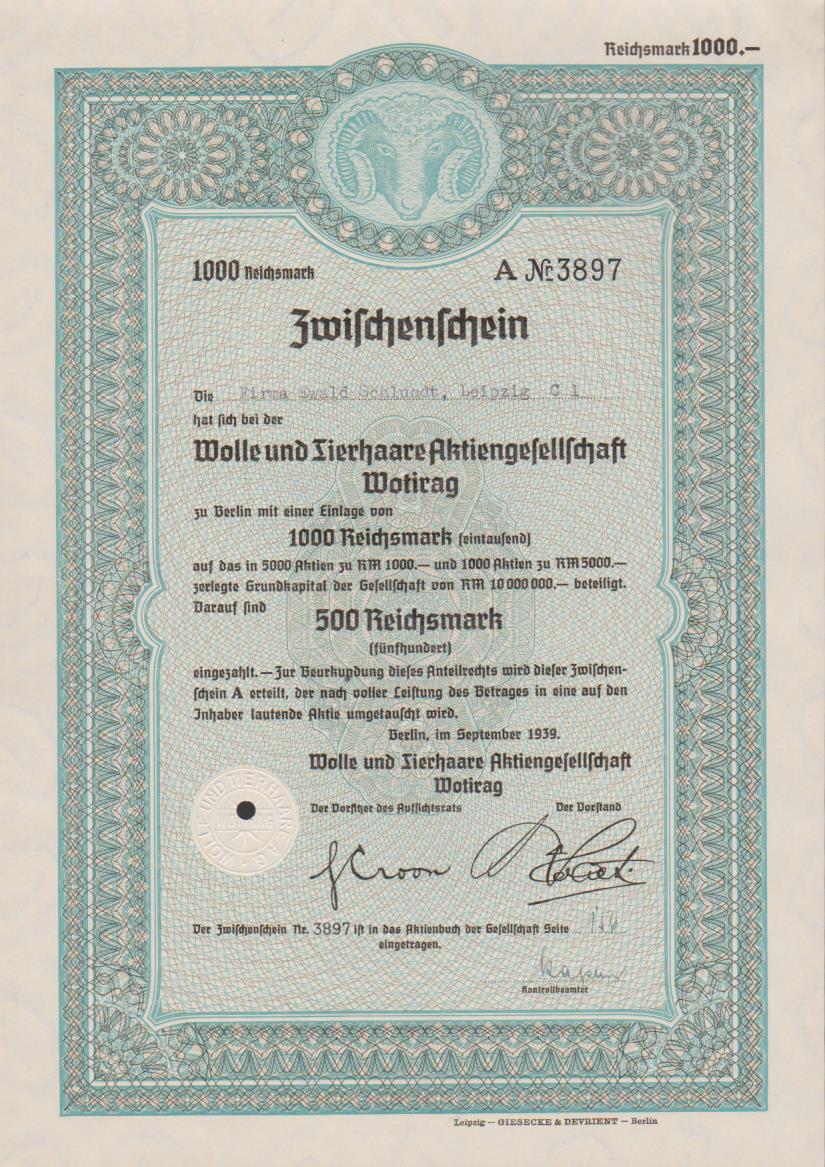 Reichsmark 1000.—
1000 Reichsmark
A № 3897
Zwiſchenſchein
Die Firma Ewald Schlundt, Leipzig C 1
hat ſich bei der
Wolle und Tierhaare Aktiengeſellſchaft
Wotirag
zu Berlin mit einer Einlage von
1000 Reichsmark (eintauſend)
auf das in 5000 Aktien zu RM 1000.— und 1000 Aktien zu RM 5000.—
zerlegte Grundkapital der Geſellſchaft von RM 10 000 000.— beteiligt.
Darauf ſind
500 Reichsmark
(fünfhundert)
eingezahlt. — Zur Beurkundung dieſes Anteilrechts wird dieſer Zwiſchen-
ſchein A erteilt, der nach voller Leiſtung des Betrages in eine auf den
Inhaber lautende Aktie umgetauſcht wird.
Berlin, im September 1939.
Wolle und Tierhaare Aktiengeſellſchaft
Wotirag
Der Vorſitzer des Aufſichtsrats
Der Vorſtand
WOLLE UND TIERHAARE A.G.
Croon
Der Zwiſchenſchein Nr. 3897 iſt in das Aktienbuch der Geſellſchaft Seite
eingetragen.
Kontrollbeamter
Leipzig — GIESECKE & DEVRIENT — Berlin